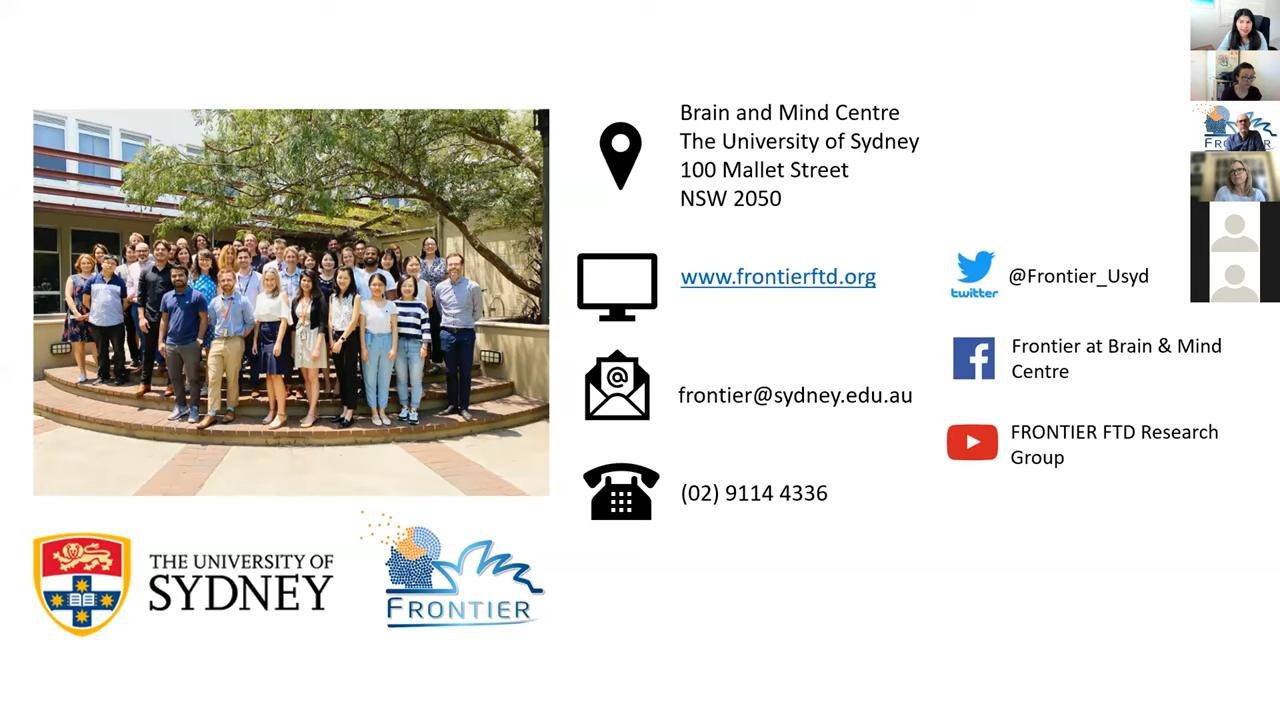 Brain and Mind Centre
The University of Sydney
100 Mallet Street
NSW 2050
www.frontierftd.org
@
frontier@sydney.edu.au
(02) 9114 4336
twitter
@Frontier_Usyd
f
Frontier at Brain & Mind
Centre
FRONTIER FTD Research
Group
THE UNIVERSITY OF
SYDNEY
FRONTIER